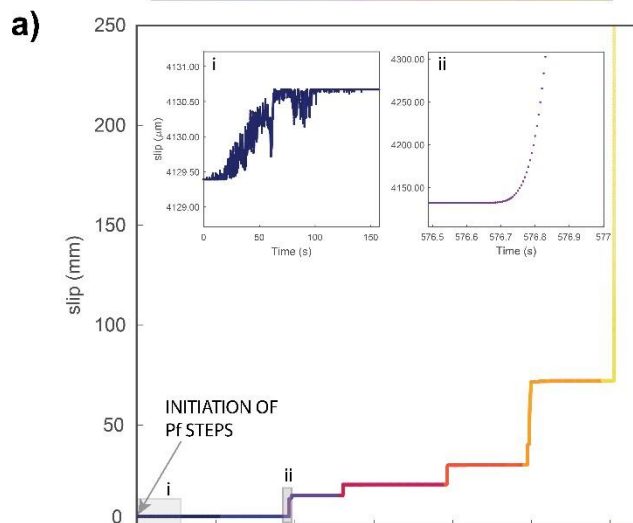 a)
250
200
150
100
50
0
slip (mm)
i
4131.00
4130.50
4130.00
4129.50
4129.00
slip (μm)
0 50 100 150
Time (s)
ii
4300.00
4250.00
4200.00
4150.00
576.5 576.6 576.7 576.8 576.9 577
Time (s)
INITIATION OF
Pf STEPS
i
ii